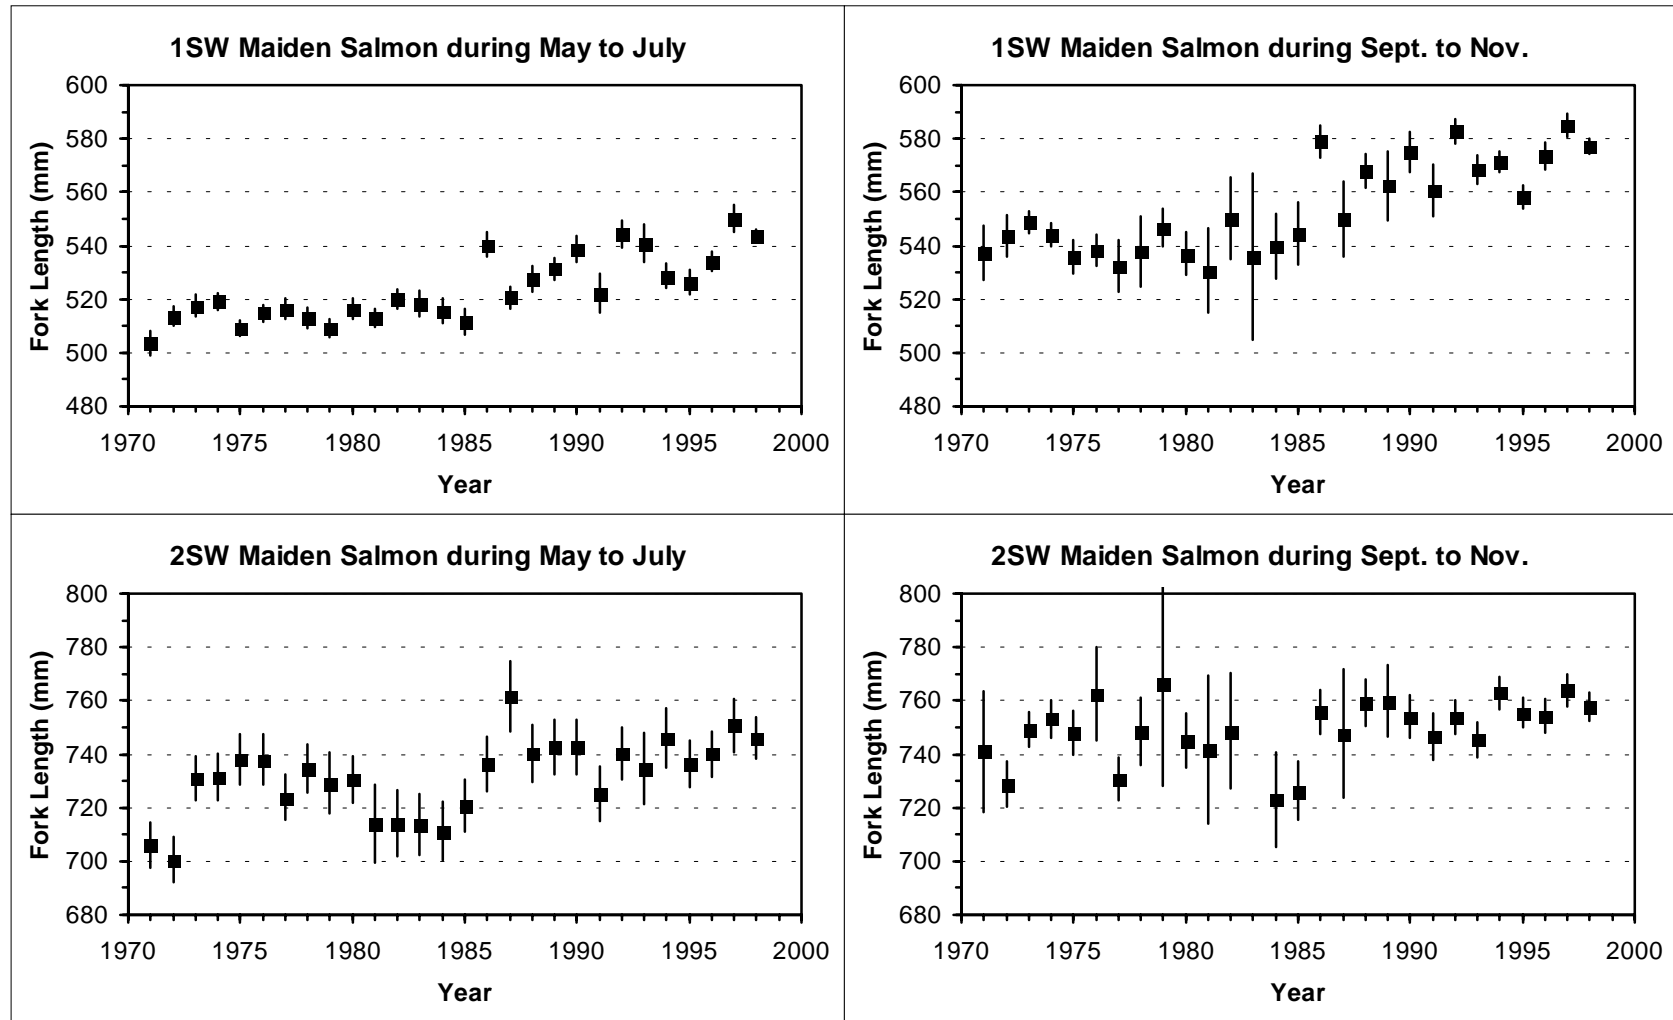 1SW Maiden Salmon during May to July
600
580
560
540
520
500
480
Fork Length (mm)
1970 1975 1980 1985 1990 1995 2000
Year
1SW Maiden Salmon during Sept. to Nov.
600
580
560
540
520
500
480
Fork Length (mm)
1970 1975 1980 1985 1990 1995 2000
Year
2SW Maiden Salmon during May to July
800
780
760
740
720
700
680
Fork Length (mm)
1970 1975 1980 1985 1990 1995 2000
Year
2SW Maiden Salmon during Sept. to Nov.
800
780
760
740
720
700
680
Fork Length (mm)
1970 1975 1980 1985 1990 1995 2000
Year